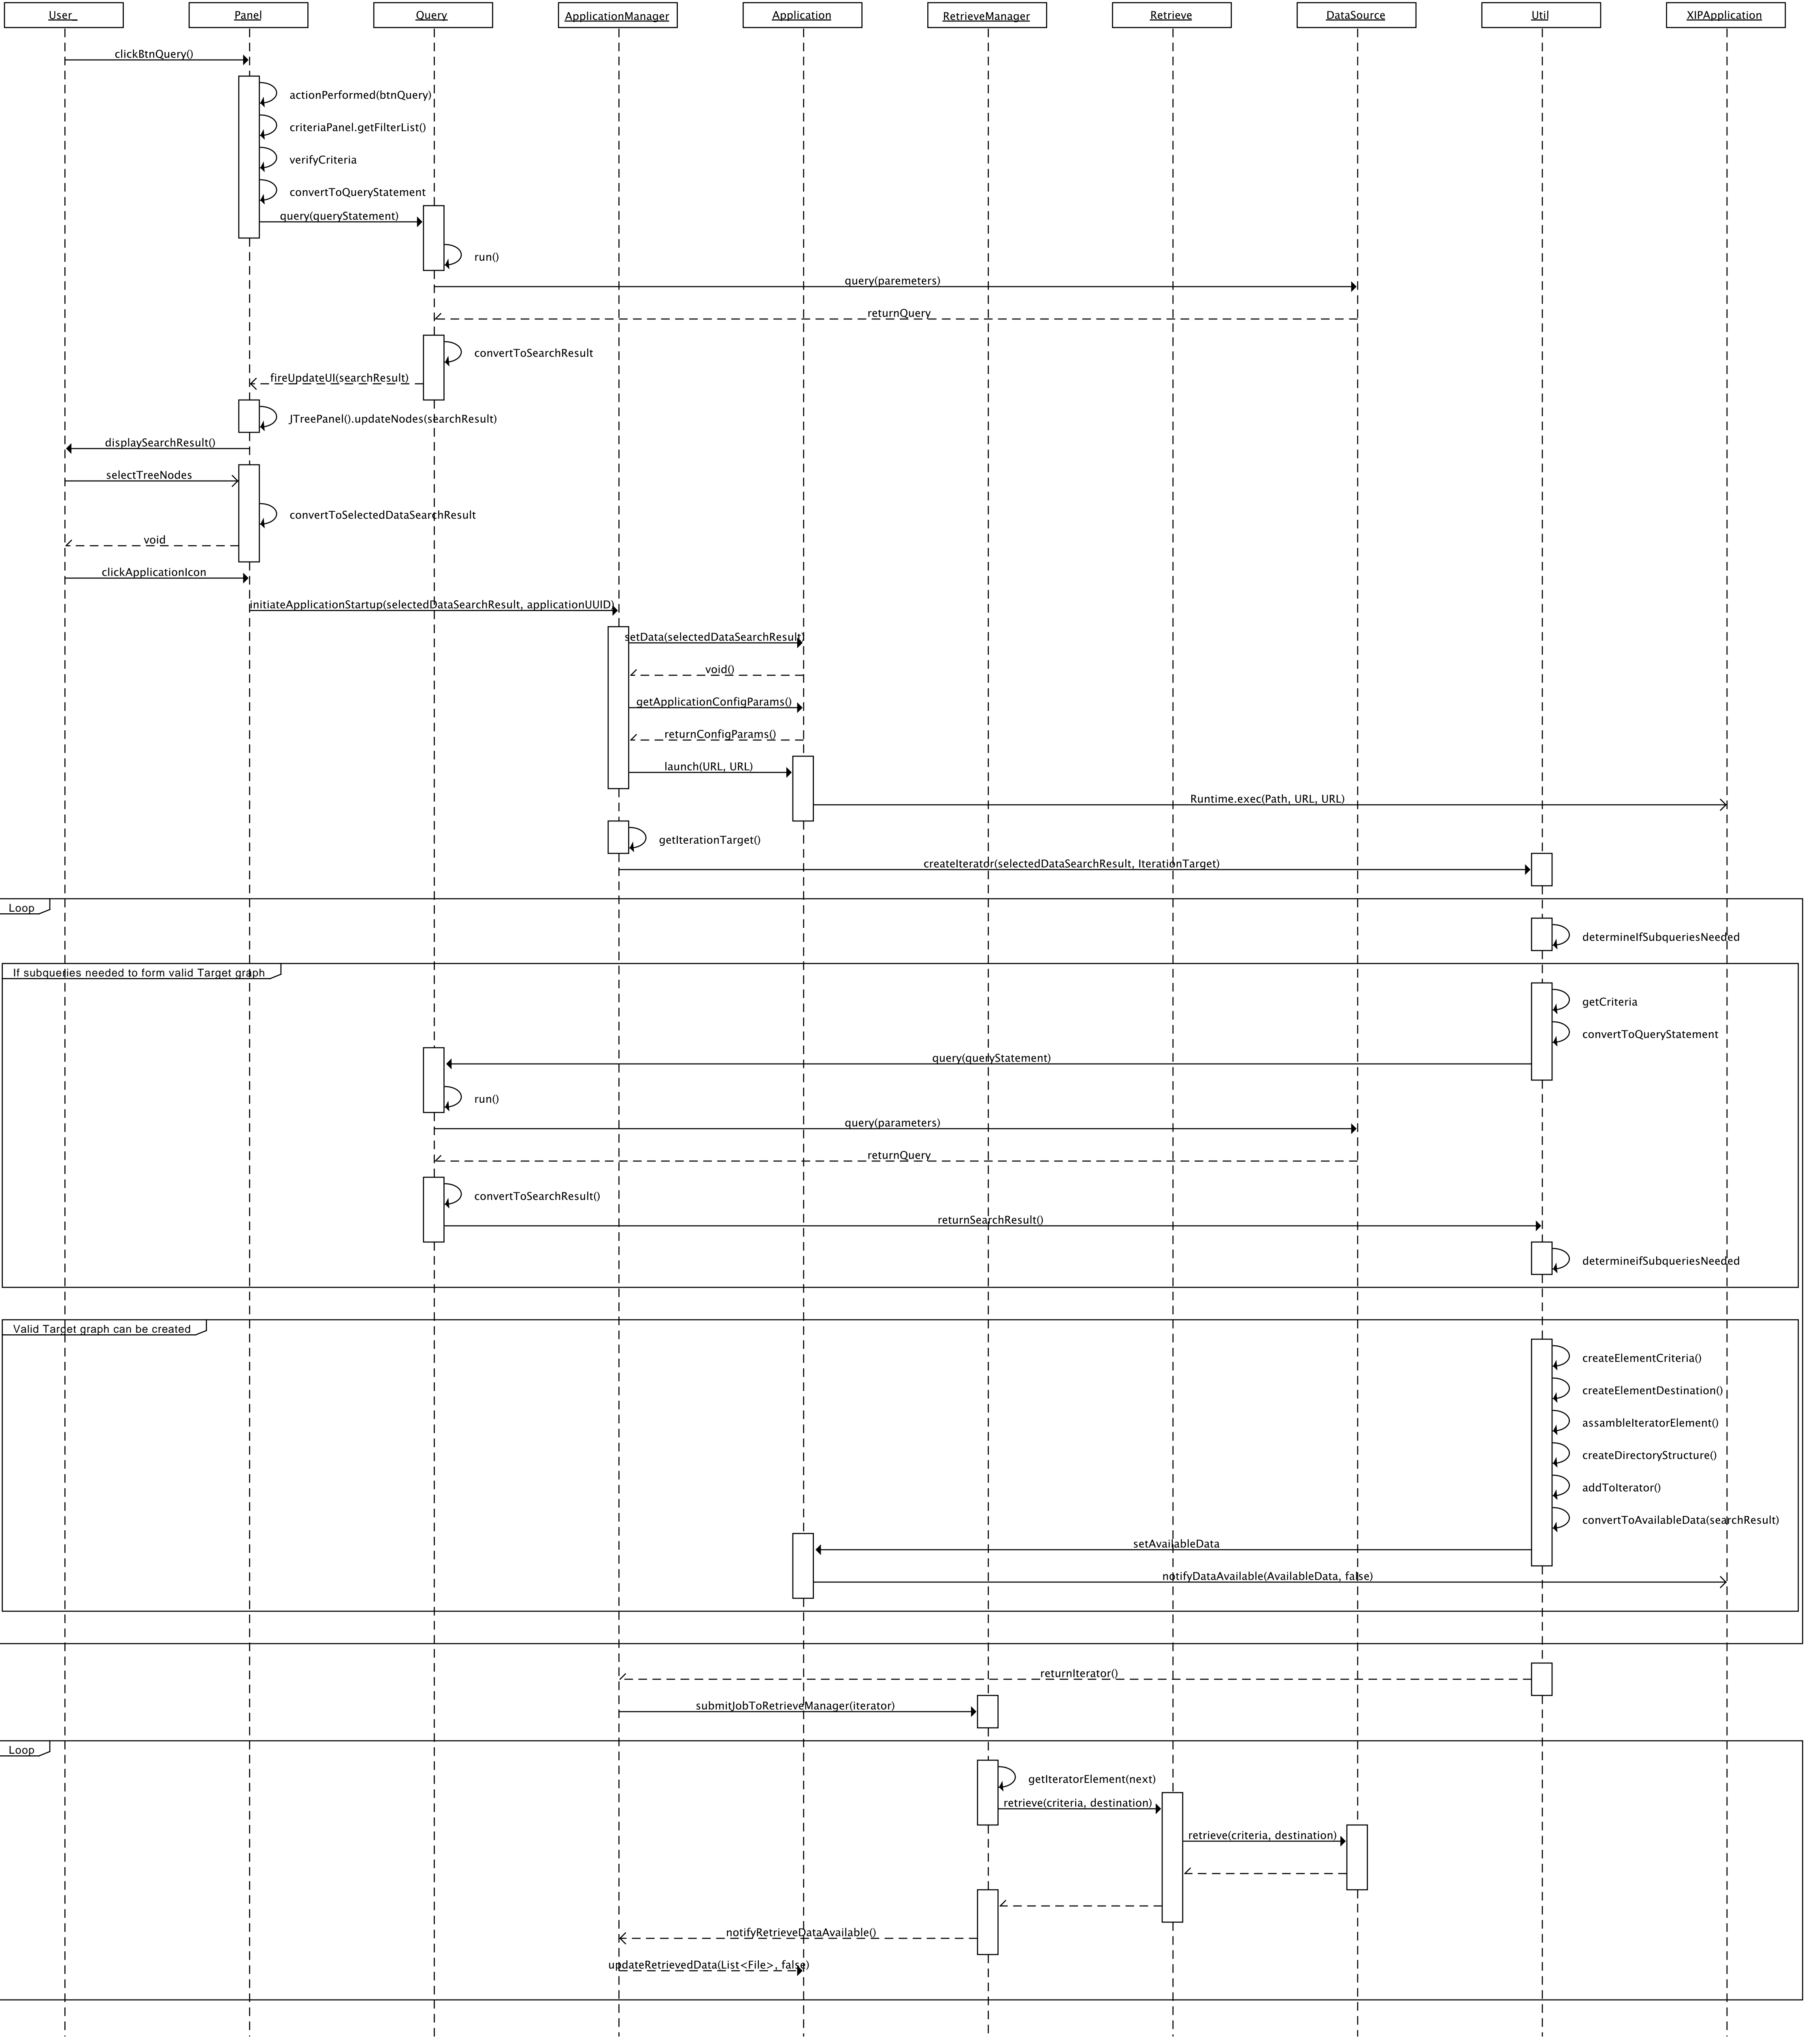 User_
Panel
Query
ApplicationManager
Application
RetrieveManager
Retrieve
DataSource
Util
XIPApplication
clickBtnQuery()
actionPerformed(btnQuery)
criteriaPanel.getFilterList()
verifyCriteria
convertToQueryStatement
query(queryStatement)
run()
query(paremeters)
returnQuery
convertToSearchResult
fireUpdateUI(searchResult)
JTreePanel().updateNodes(searchResult)
displaySearchResult()
selectTreeNodes
convertToSelectedDataSearchResult
void
clickApplicationIcon
initiateApplicationStartup(selectedDataSearchResult, applicationUUID)
setData(selectedDataSearchResult)
void()
getApplicationConfigParams()
returnConfigParams()
launch(URL, URL)
Runtime.exec(Path, URL, URL)
getIterationTarget()
createIterator(selectedDataSearchResult, IterationTarget)
Loop
determineIfSubqueriesNeeded
If subqueries needed to form valid Target graph
getCriteria
convertToQueryStatement
query(queryStatement)
run()
query(parameters)
returnQuery
convertToSearchResult()
returnSearchResult()
determineifSubqueriesNeeded
Valid Target graph can be created
createElementCriteria()
createElementDestination()
assambleIteratorElement()
createDirectoryStructure()
addToIterator()
convertToAvailableData(searchResult)
setAvailableData
notifyDataAvailable(AvailableData, false)
returnIterator()
submitJobToRetrieveManager(iterator)
Loop
getIteratorElement(next)
retrieve(criteria, destination)
retrieve(criteria, destination)
notifyRetrieveDataAvailable()
updateRetrievedData(List<File>, false)